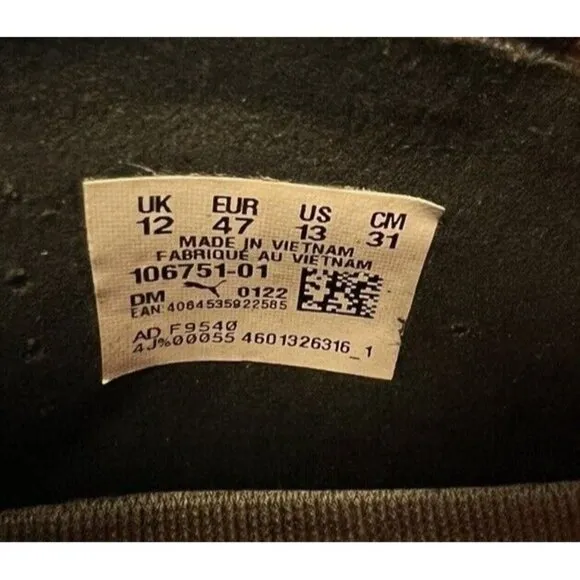 UK EUR US CM
12 47 13 31
MADE IN VIETNAM
FABRIQUÉ AU VIETNAM
106751-01
DM 0122
EAN:4064535922585
AD F9540
4J%00055 4601326316_1